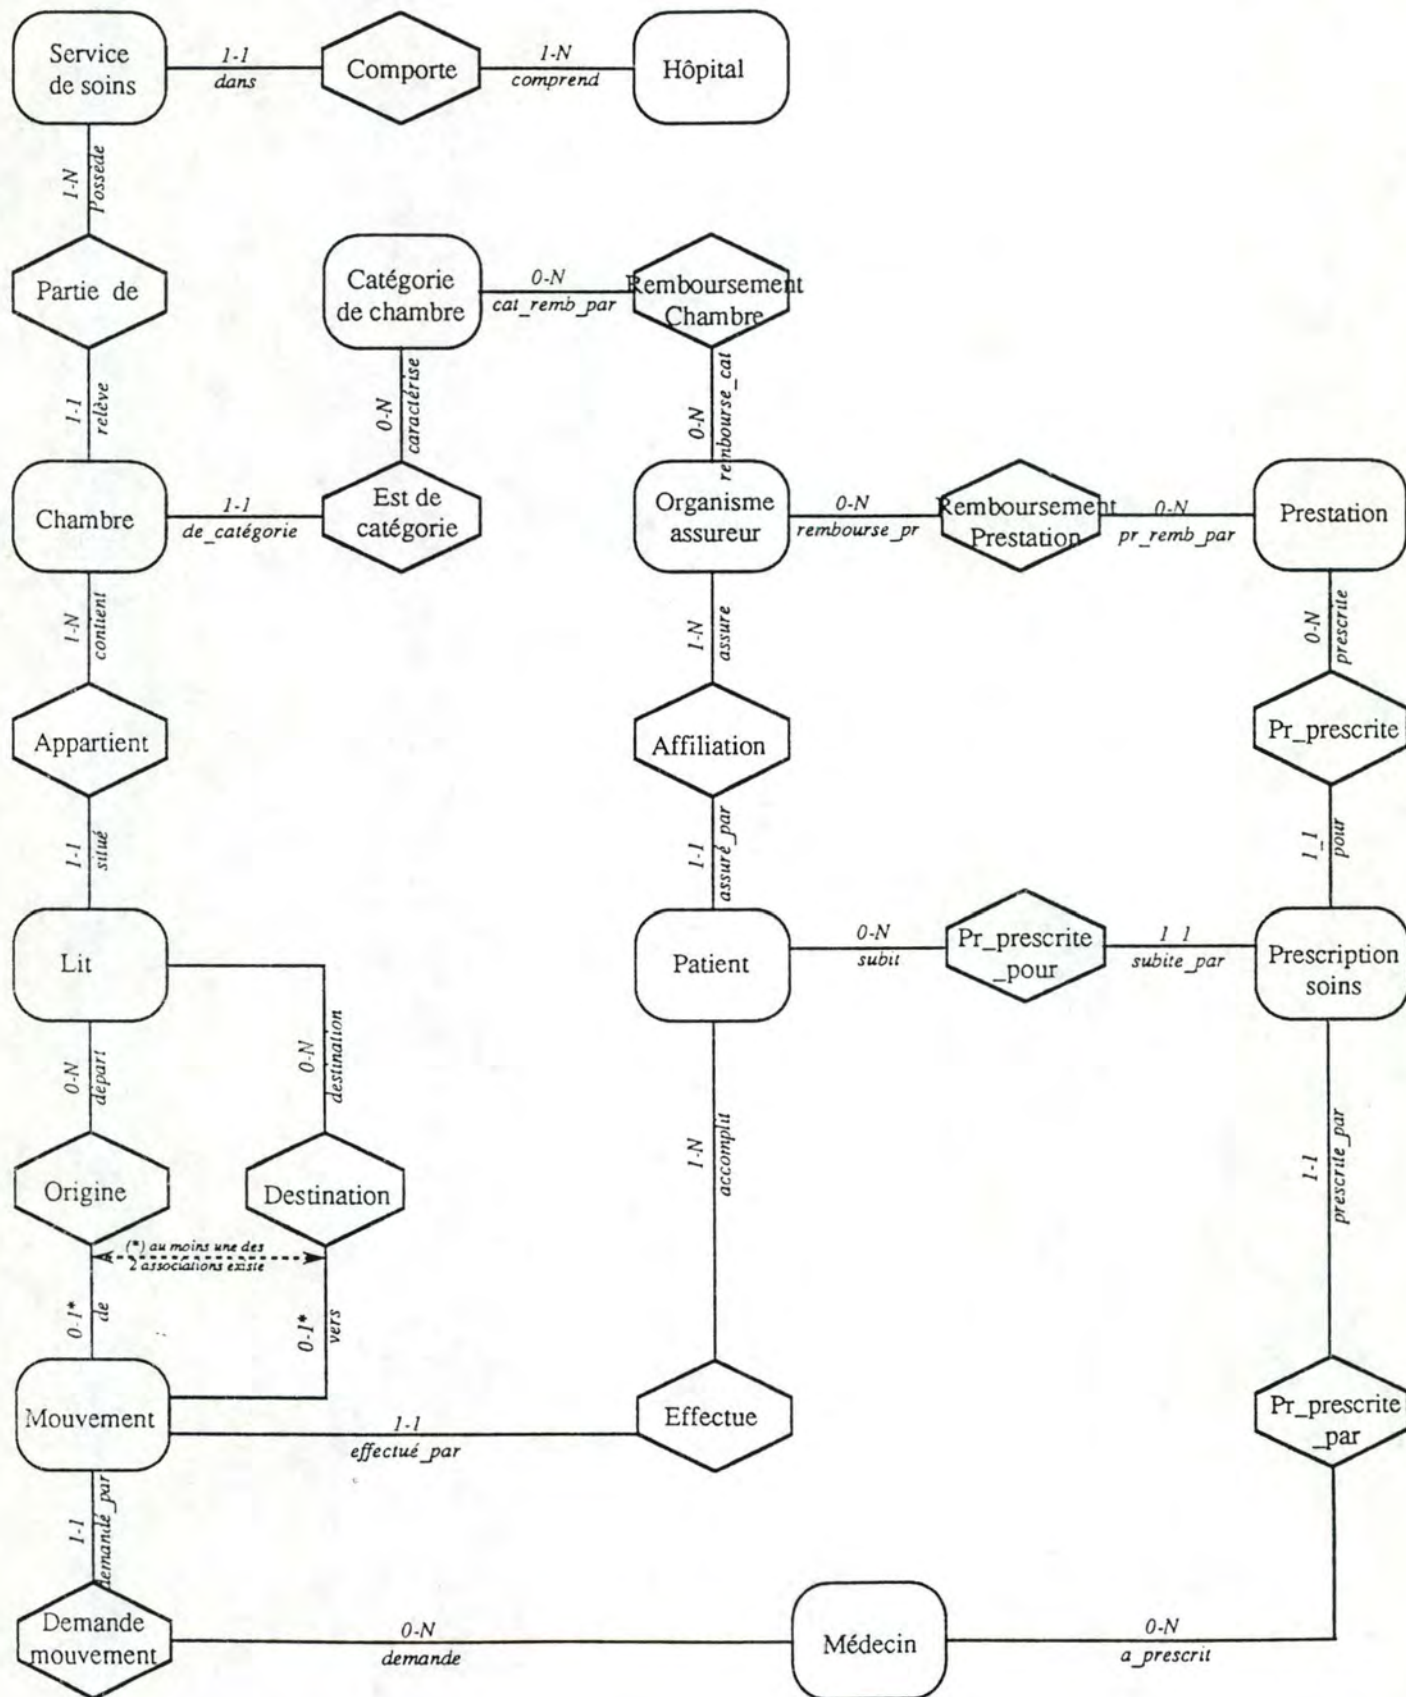 Service
de soins
1-1
dans
Comporte
1-N
comprend
Hôpital
1-N
Possède
Partie de
Catégorie
de chambre
0-N
cat_remb_par
Remboursement
Chambre
1-1
relève
0-N
caractérise
0-N
rembourse_cat
Chambre
1-1
de_catégorie
Est de
catégorie
Organisme
assureur
0-N
rembourse_pr
Remboursement
Prestation
0-N
pr_remb_par
Prestation
1-N
contient
1-N
assure
0-N
prescrite
Appartient
Affiliation
Pr_prescrite
1-1
situé
1-1
assuré_par
1_1
pour
Lit
Patient
0-N
subit
Pr_prescrite
_pour
1 1
subite_par
Prescription
soins
0-N
départ
0-N
destination
1-N
accomplit
1-1
prescrite_par
Origine
Destination
(*) au moins une des
2 associations existe
0-1*
de
0-1*
vers
Mouvement
1-1
effectué_par
Effectue
Pr_prescrite
_par
1-1
demandé_par
Demande
mouvement
0-N
demande
Médecin
0-N
a_prescrit